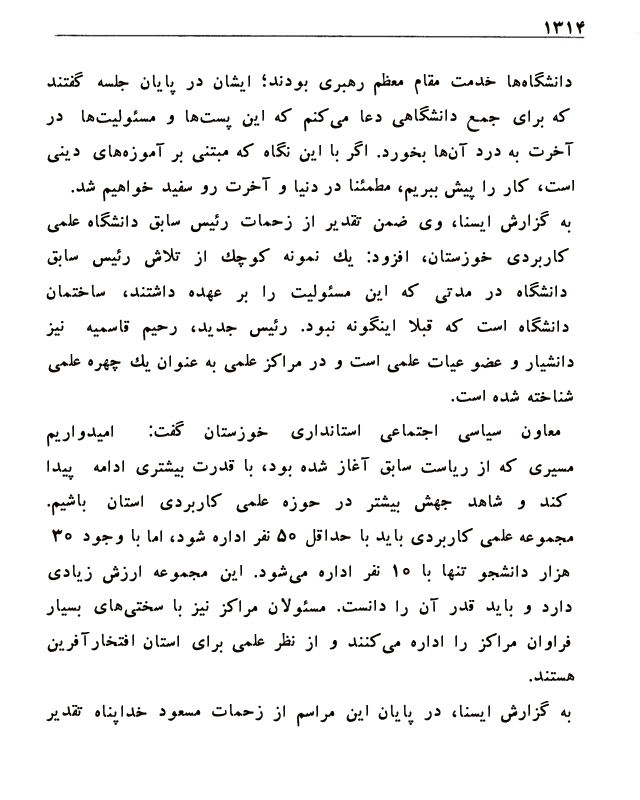 ۱۳۱۴
دانشگاه‌ها خدمت مقام معظم رهبری بودند؛ ایشان در پایان جلسه گفتند
که برای جمع دانشگاهی دعا می‌کنم که این پست‌ها و مسئولیت‌ها در
آخرت به درد آن‌ها بخورد. اگر با این نگاه که مبتنی بر آموزه‌های دینی
است، کار را پیش ببریم، مطمئنا در دنیا و آخرت رو سفید خواهیم شد.
به گزارش ایسنا، وی ضمن تقدیر از زحمات رئیس سابق دانشگاه علمی
کاربردی خوزستان، افزود: یك نمونه کوچك از تلاش رئیس سابق
دانشگاه در مدتی که این مسئولیت را بر عهده داشتند، ساختمان
دانشگاه است که قبلا اینگونه نبود. رئیس جدید، رحیم قاسمیه نیز
دانشیار و عضو عیات علمی است و در مراکز علمی به عنوان یك چهره علمی
شناخته شده است.
معاون سیاسی اجتماعی استانداری خوزستان گفت: امیدواریم
مسیری که از ریاست سابق آغاز شده بود، با قدرت بیشتری ادامه پیدا
کند و شاهد جهش بیشتر در حوزه علمی کاربردی استان باشیم.
مجموعه علمی کاربردی باید با حداقل ۵۰ نفر اداره شود، اما با وجود ۳۰
هزار دانشجو تنها با ۱۰ نفر اداره می‌شود. این مجموعه ارزش زیادی
دارد و باید قدر آن را دانست. مسئولان مراکز نیز با سختی‌های بسیار
فراوان مراکز را اداره می‌کنند و از نظر علمی برای استان افتخارآفرین
هستند.
به گزارش ایسنا، در پایان این مراسم از زحمات مسعود خداپناه تقدیر